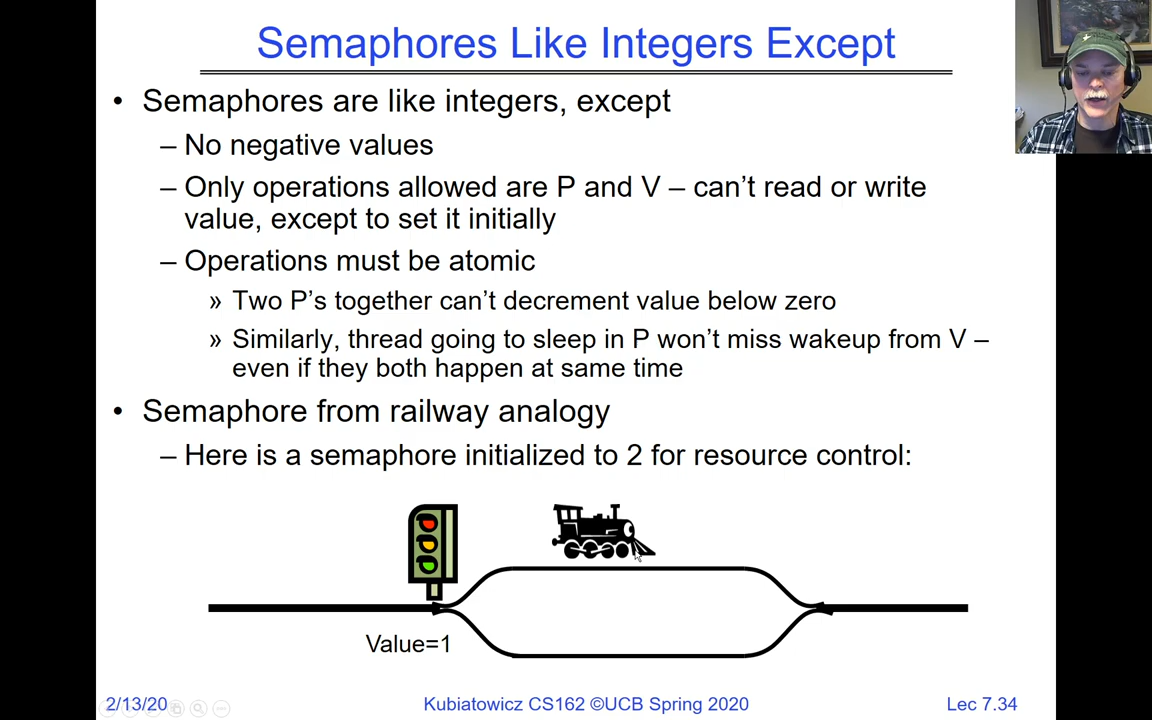 Semaphores Like Integers Except
• Semaphores are like integers, except
– No negative values
– Only operations allowed are P and V – can’t read or write
value, except to set it initially
– Operations must be atomic
» Two P’s together can’t decrement value below zero
» Similarly, thread going to sleep in P won’t miss wakeup from V –
even if they both happen at same time
• Semaphore from railway analogy
– Here is a semaphore initialized to 2 for resource control:
Value=1
2/13/20
Kubiatowicz CS162 ©UCB Spring 2020
Lec 7.34